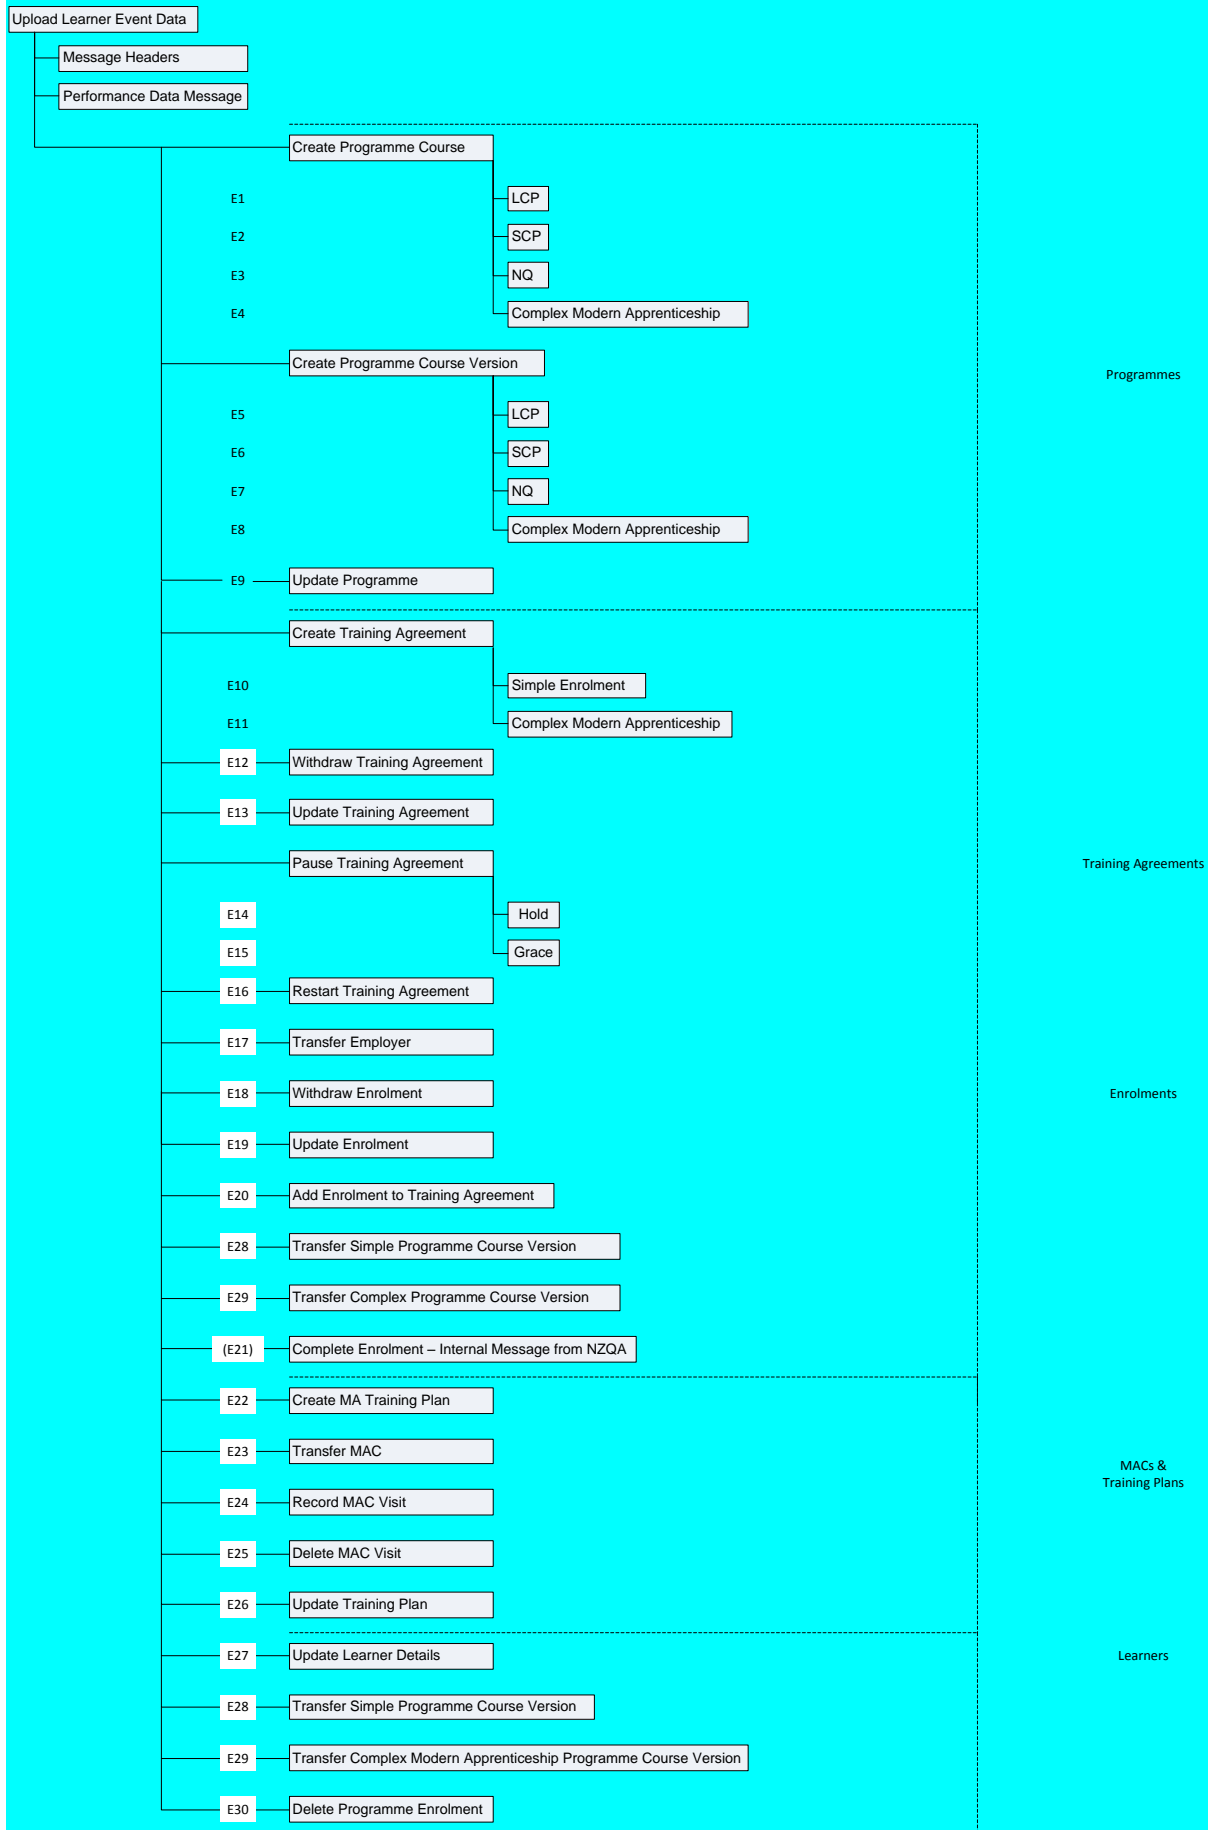 Upload Learner Event Data
Message Headers
Performance Data Message
Create Programme Course
E1 LCP
E2 SCP
E3 NQ
E4 Complex Modern Apprenticeship
Create Programme Course Version
Programmes
E5 LCP
E6 SCP
E7 NQ
E8 Complex Modern Apprenticeship
E9 Update Programme
Create Training Agreement
E10 Simple Enrolment
E11 Complex Modern Apprenticeship
E12 Withdraw Training Agreement
E13 Update Training Agreement
Pause Training Agreement
Training Agreements
E14 Hold
E15 Grace
E16 Restart Training Agreement
E17 Transfer Employer
E18 Withdraw Enrolment
Enrolments
E19 Update Enrolment
E20 Add Enrolment to Training Agreement
E28 Transfer Simple Programme Course Version
E29 Transfer Complex Programme Course Version
(E21) Complete Enrolment – Internal Message from NZQA
E22 Create MA Training Plan
E23 Transfer MAC
MACs &
Training Plans
E24 Record MAC Visit
E25 Delete MAC Visit
E26 Update Training Plan
E27 Update Learner Details
Learners
E28 Transfer Simple Programme Course Version
E29 Transfer Complex Modern Apprenticeship Programme Course Version
E30 Delete Programme Enrolment